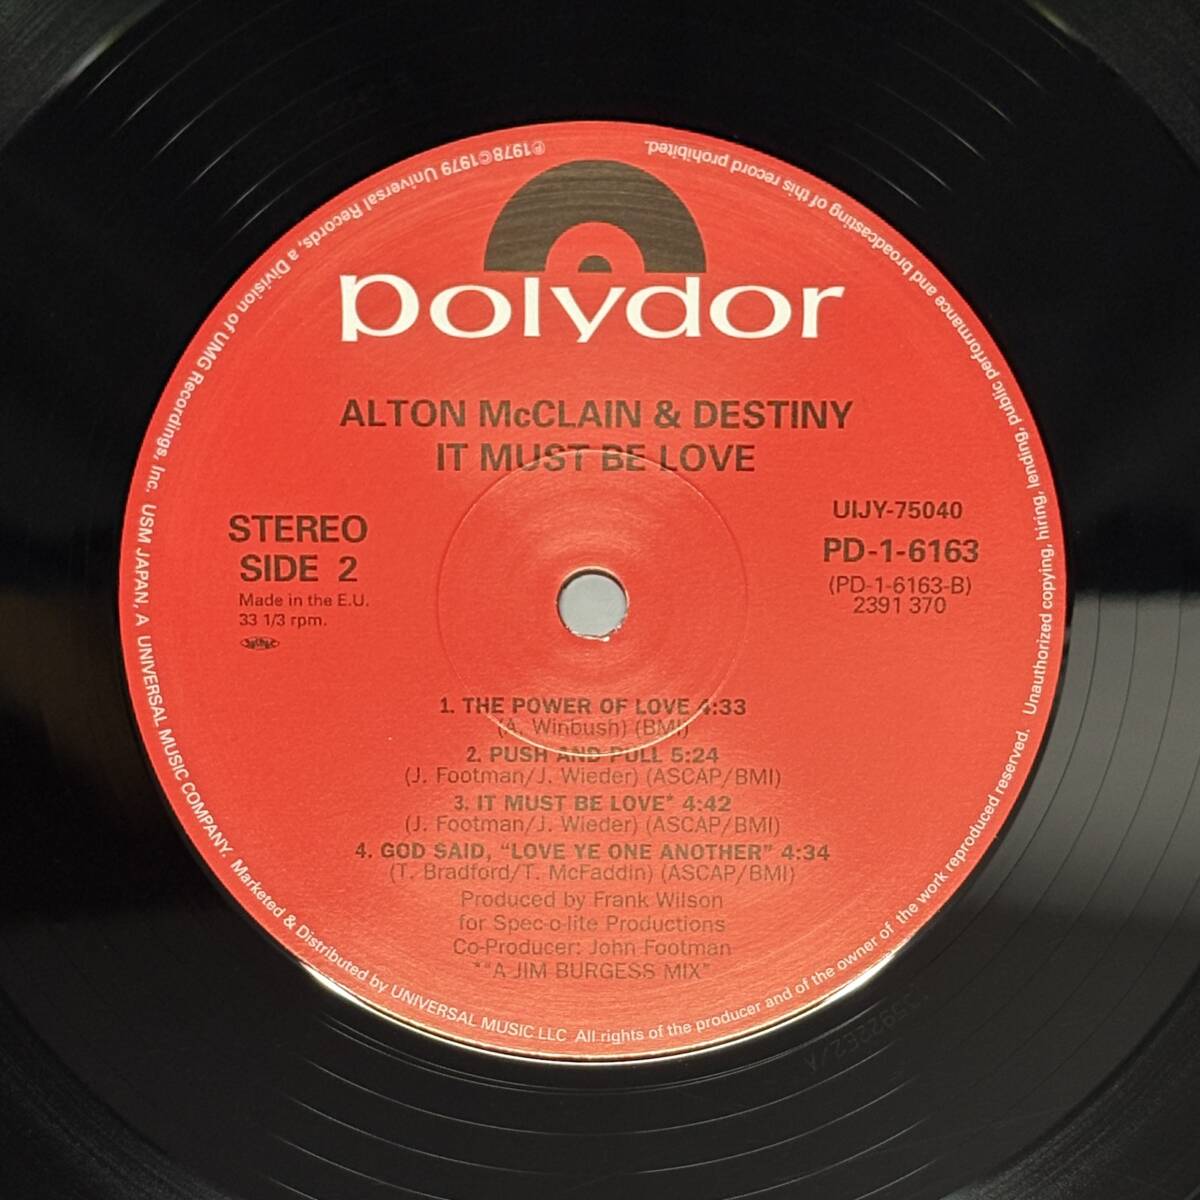 polydor
ALTON McCLAIN & DESTINY
IT MUST BE LOVE
STEREO
SIDE 2
Made in the E.U.
33 1/3 rpm.
UIJY-75040
PD-1-6163
(PD-1-6163-B)
2391 370
1. THE POWER OF LOVE 4:33
(A. Winbush) (BMI)
2. PUSH AND PULL 5:24
(J. Footman/J. Wieder) (ASCAP/BMI)
3. IT MUST BE LOVE* 4:42
(J. Footman/J. Wieder) (ASCAP/BMI)
4. GOD SAID, “LOVE YE ONE ANOTHER” 4:34
(T. Bradford/T. McFaddin) (ASCAP/BMI)
Produced by Frank Wilson
for Spec-o-lite Productions
Co-Producer: John Footman
*“A JIM BURGESS MIX”
℗1978©1979 Universal Records, a Division of UMG Recordings, Inc. USM JAPAN, A UNIVERSAL MUSIC COMPANY. Marketed & Distributed by UNIVERSAL MUSIC LLC All rights of the producer and of the owner of the work reproduced reserved. Unauthorized copying, hiring, lending, public performance and broadcasting of this record prohibited.